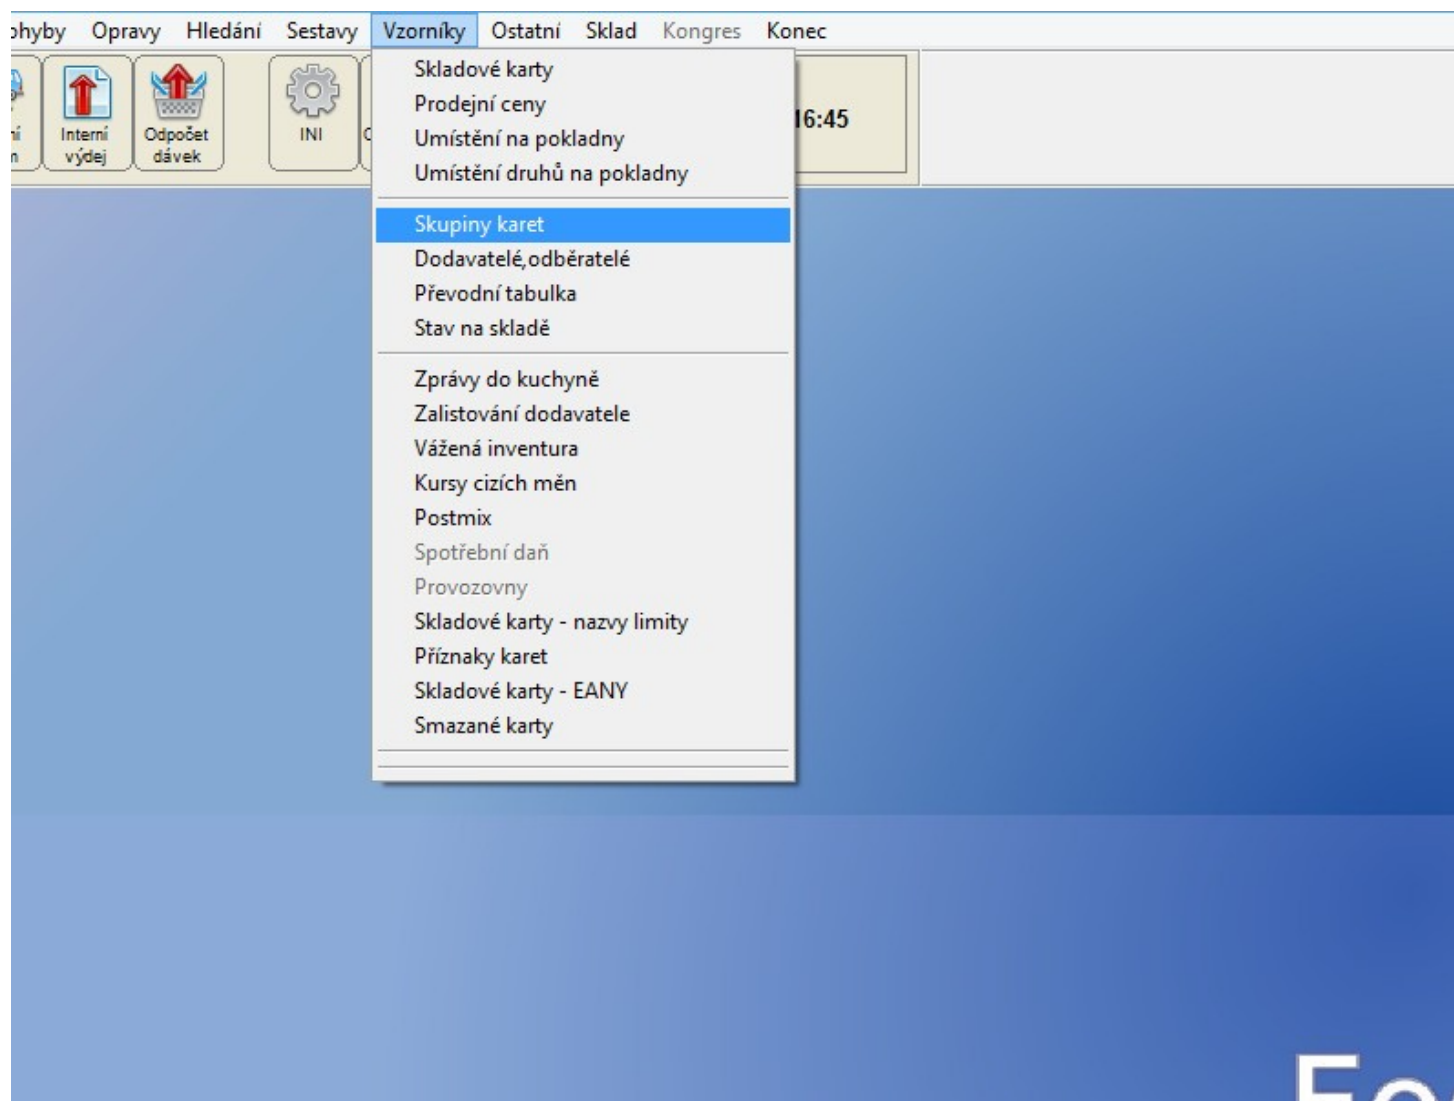 Opravy Hledání Sestavy Vzorníky Ostatní Sklad Kongres Konec
Interní
výdej
Odpočet
dávek
INI
16:45
Skladové karty
Prodejní ceny
Umístění na pokladny
Umístění druhů na pokladny
Skupiny karet
Dodavatelé,odběratelé
Převodní tabulka
Stav na skladě
Zprávy do kuchyně
Zalistování dodavatele
Vážená inventura
Kursy cizích měn
Postmix
Spotřební daň
Provozovny
Skladové karty - nazvy limity
Příznaky karet
Skladové karty - EANY
Smazané karty